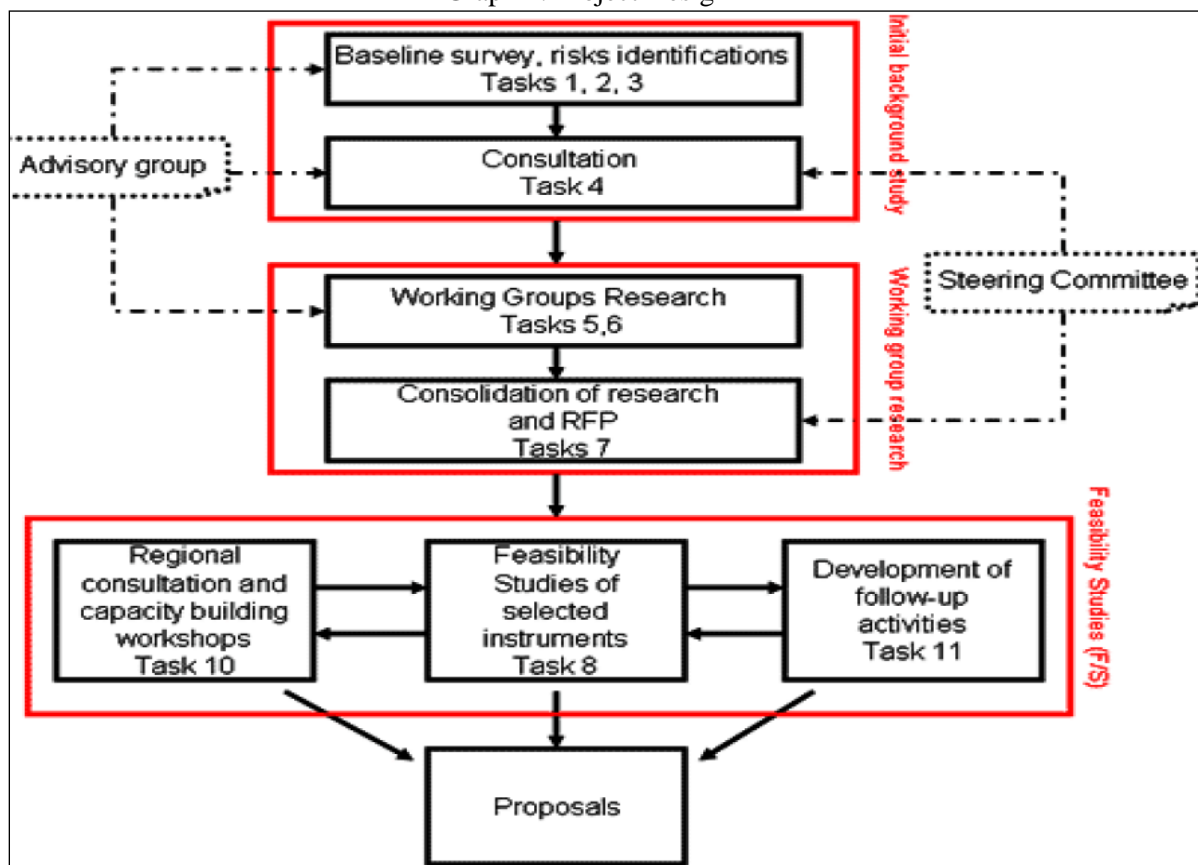 Baseline survey, risks identifications
Tasks 1, 2, 3
Initial background study
Advisory group
Consultation
Task 4
Working Groups Research
Tasks 5,6
Steering Committee
Working group research
Consolidation of research
and RFP
Tasks 7
Feasibility Studies (F/S)
Regional
consultation and
capacity building
workshops
Task 10
Feasibility
Studies of
selected
instruments
Task 8
Development of
follow-up
activities
Task 11
Proposals